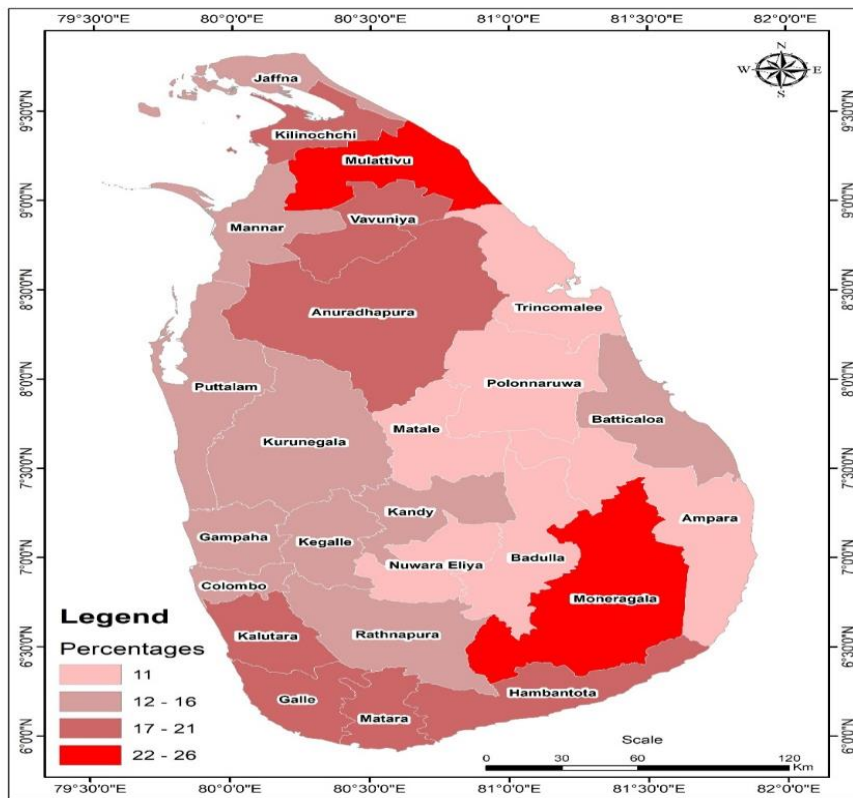 79°30'0"E 80°0'0"E 80°30'0"E 81°0'0"E 81°30'0"E 82°0'0"E
N
W E
S
Jaffna
9°30'0"N 9°30'0"N
Kilinochchi
Mulattivu
9°0'0"N 9°0'0"N
Vavuniya
Mannar
8°30'0"N 8°30'0"N
Anuradhapura
Trincomalee
8°0'0"N 8°0'0"N
Puttalam
Polonnaruwa
Batticaloa
Matale
Kurunegala
7°30'0"N 7°30'0"N
Kandy
Ampara
Gampaha
Kegalle
7°0'0"N 7°0'0"N
Nuwara Eliya
Badulla
Colombo
Moneragala
Legend
Kalutara
Rathnapura
Percentages
6°30'0"N 6°30'0"N
11
12 - 16
17 - 21
22 - 26
Galle
Hambantota
Matara
6°0'0"N 6°0'0"N
Scale
0 30 60 120
Km
79°30'0"E 80°0'0"E 80°30'0"E 81°0'0"E 81°30'0"E 82°0'0"E